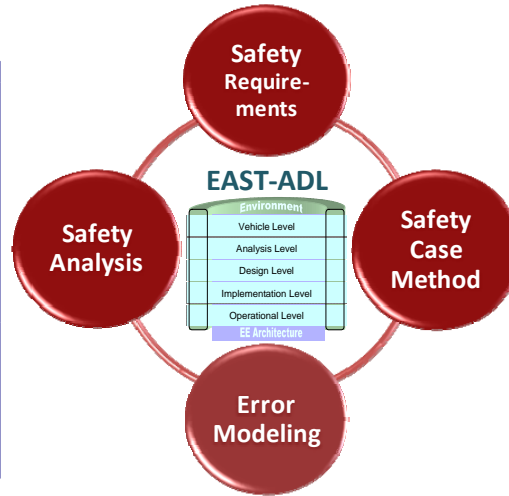 Safety
Require-
ments
EAST-ADL
Environment
Vehicle Level
Analysis Level
Design Level
Implementation Level
Operational Level
EE Architecture
Safety
Analysis
Safety
Case
Method
Error
Modeling